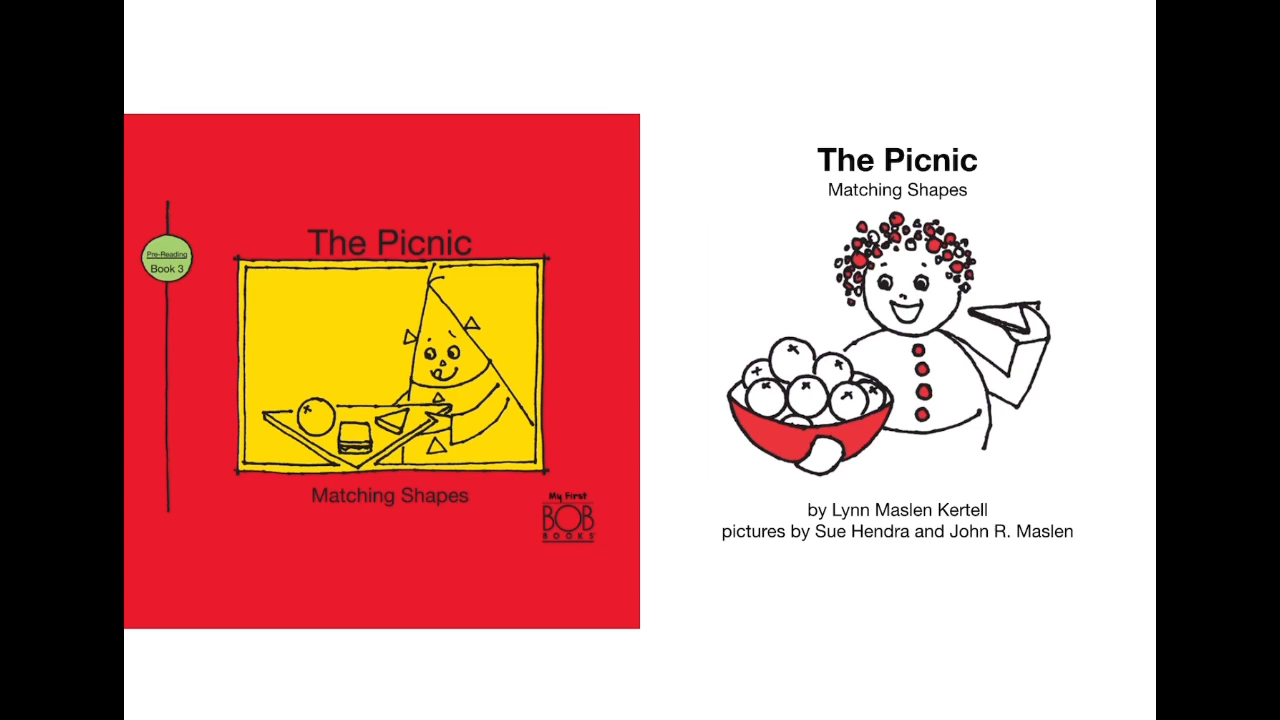 The Picnic
Pre-Reading
Book 3
Matching Shapes
My First
BOB
BOOKS
The Picnic
Matching Shapes
by Lynn Maslen Kertell
pictures by Sue Hendra and John R. Maslen